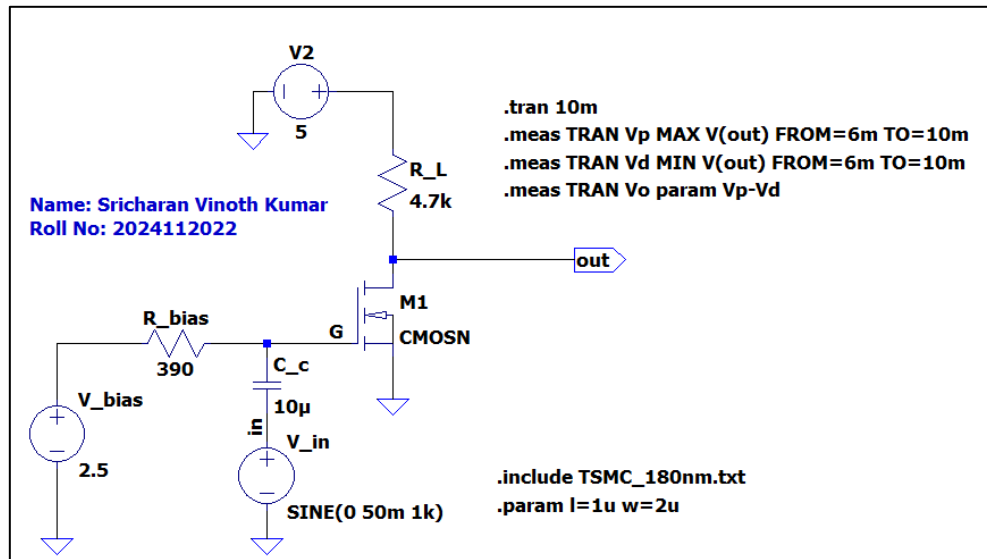 V2
5
.tran 10m
.meas TRAN Vp MAX V(out) FROM=6m TO=10m
.meas TRAN Vd MIN V(out) FROM=6m TO=10m
.meas TRAN Vo param Vp-Vd
R_L
4.7k
Name: Sricharan Vinoth Kumar
Roll No: 2024112022
out
M1
R_bias
G
CMOSN
390
C_c
10µ
V_bias
in
V_in
2.5
SINE(0 50m 1k)
.include TSMC_180nm.txt
.param l=1u w=2u